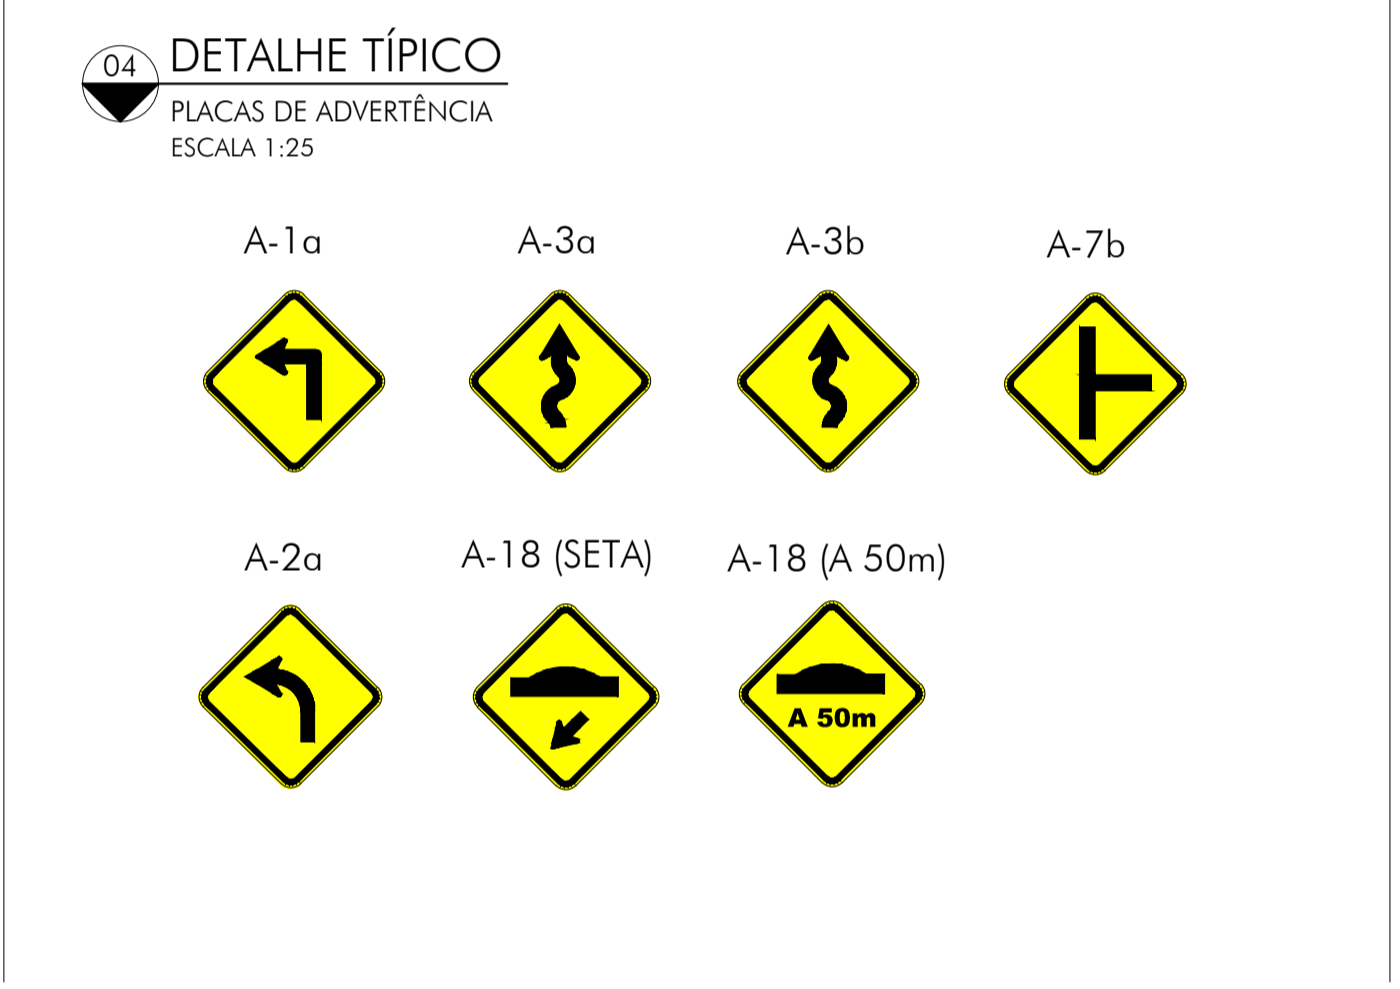 04
DETALHE TÍPICO
PLACAS DE ADVERTÊNCIA
ESCALA 1:25
A-1a
A-3a
A-3b
A-7b
A-2a
A-18 (SETA)
A-18 (A 50m)
A 50m